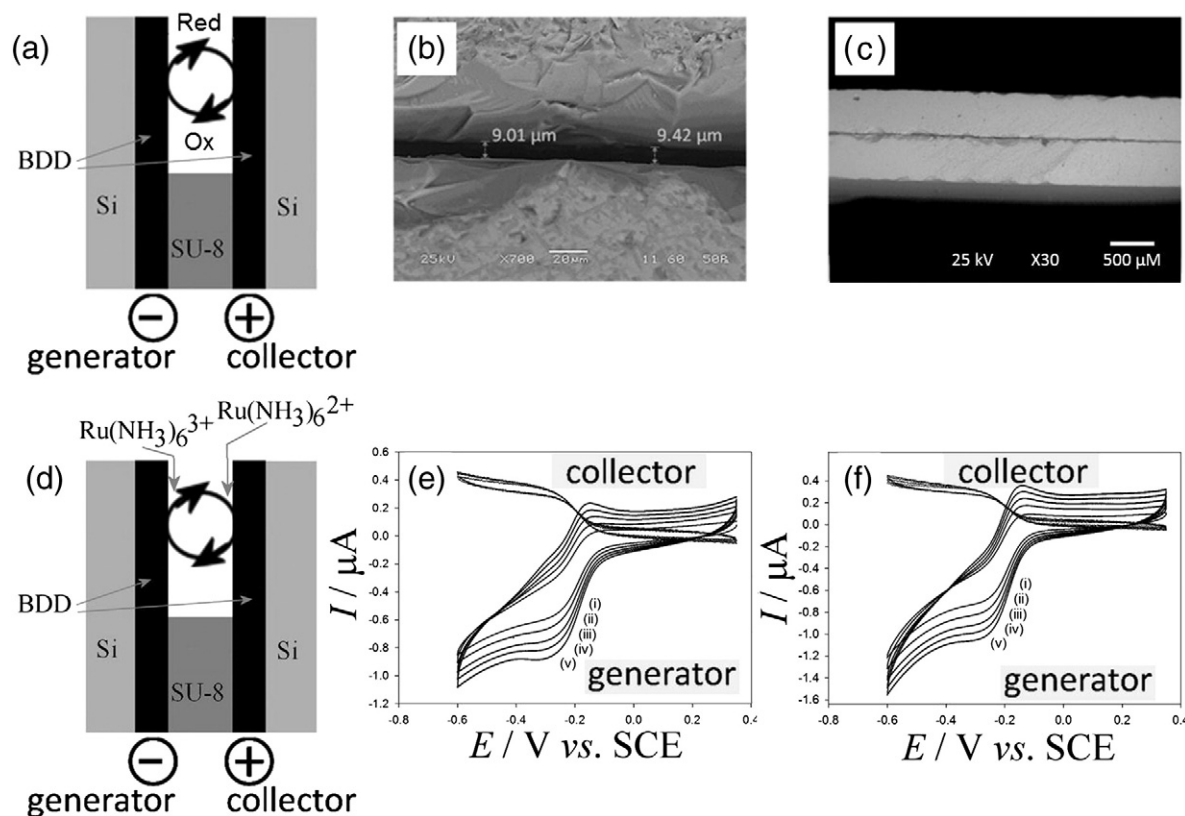 (a)
Red
Ox
BDD
Si
Si
SU-8
generator
collector
(b)
9.01 µm
9.42 µm
25kV X700 20µm 11 60 50Pa
(c)
25 kV X30 500 µM
(d)
Ru(NH3)6^3+ Ru(NH3)6^2+
BDD
Si
Si
SU-8
generator
collector
(e)
collector
generator
(i)
(ii)
(iii)
(iv)
(v)
I / µA
0.6
0.4
0.2
0.0
-0.2
-0.4
-0.6
-0.8
-1.0
-1.2
-0.8 -0.6 -0.4 -0.2 0.0 0.2 0.4
E / V vs. SCE
(f)
collector
generator
(i)
(ii)
(iii)
(iv)
(v)
I / µA
0.6
0.4
0.2
0.0
-0.2
-0.4
-0.6
-0.8
-1.0
-1.2
-1.4
-1.6
-0.8 -0.6 -0.4 -0.2 0.0 0.2 0.4
E / V vs. SCE